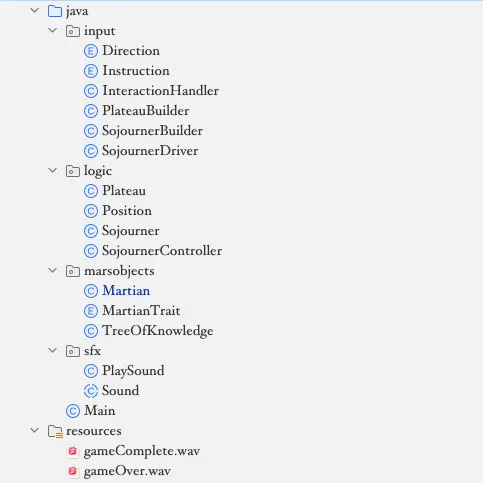 java
input
E Direction
E Instruction
C InteractionHandler
C PlateauBuilder
C SojournerBuilder
C SojournerDriver
logic
C Plateau
C Position
C Sojourner
C SojournerController
marsobjects
C Martian
E MartianTrait
C TreeOfKnowledge
sfx
C PlaySound
C Sound
C Main
resources
gameComplete.wav
gameOver.wav